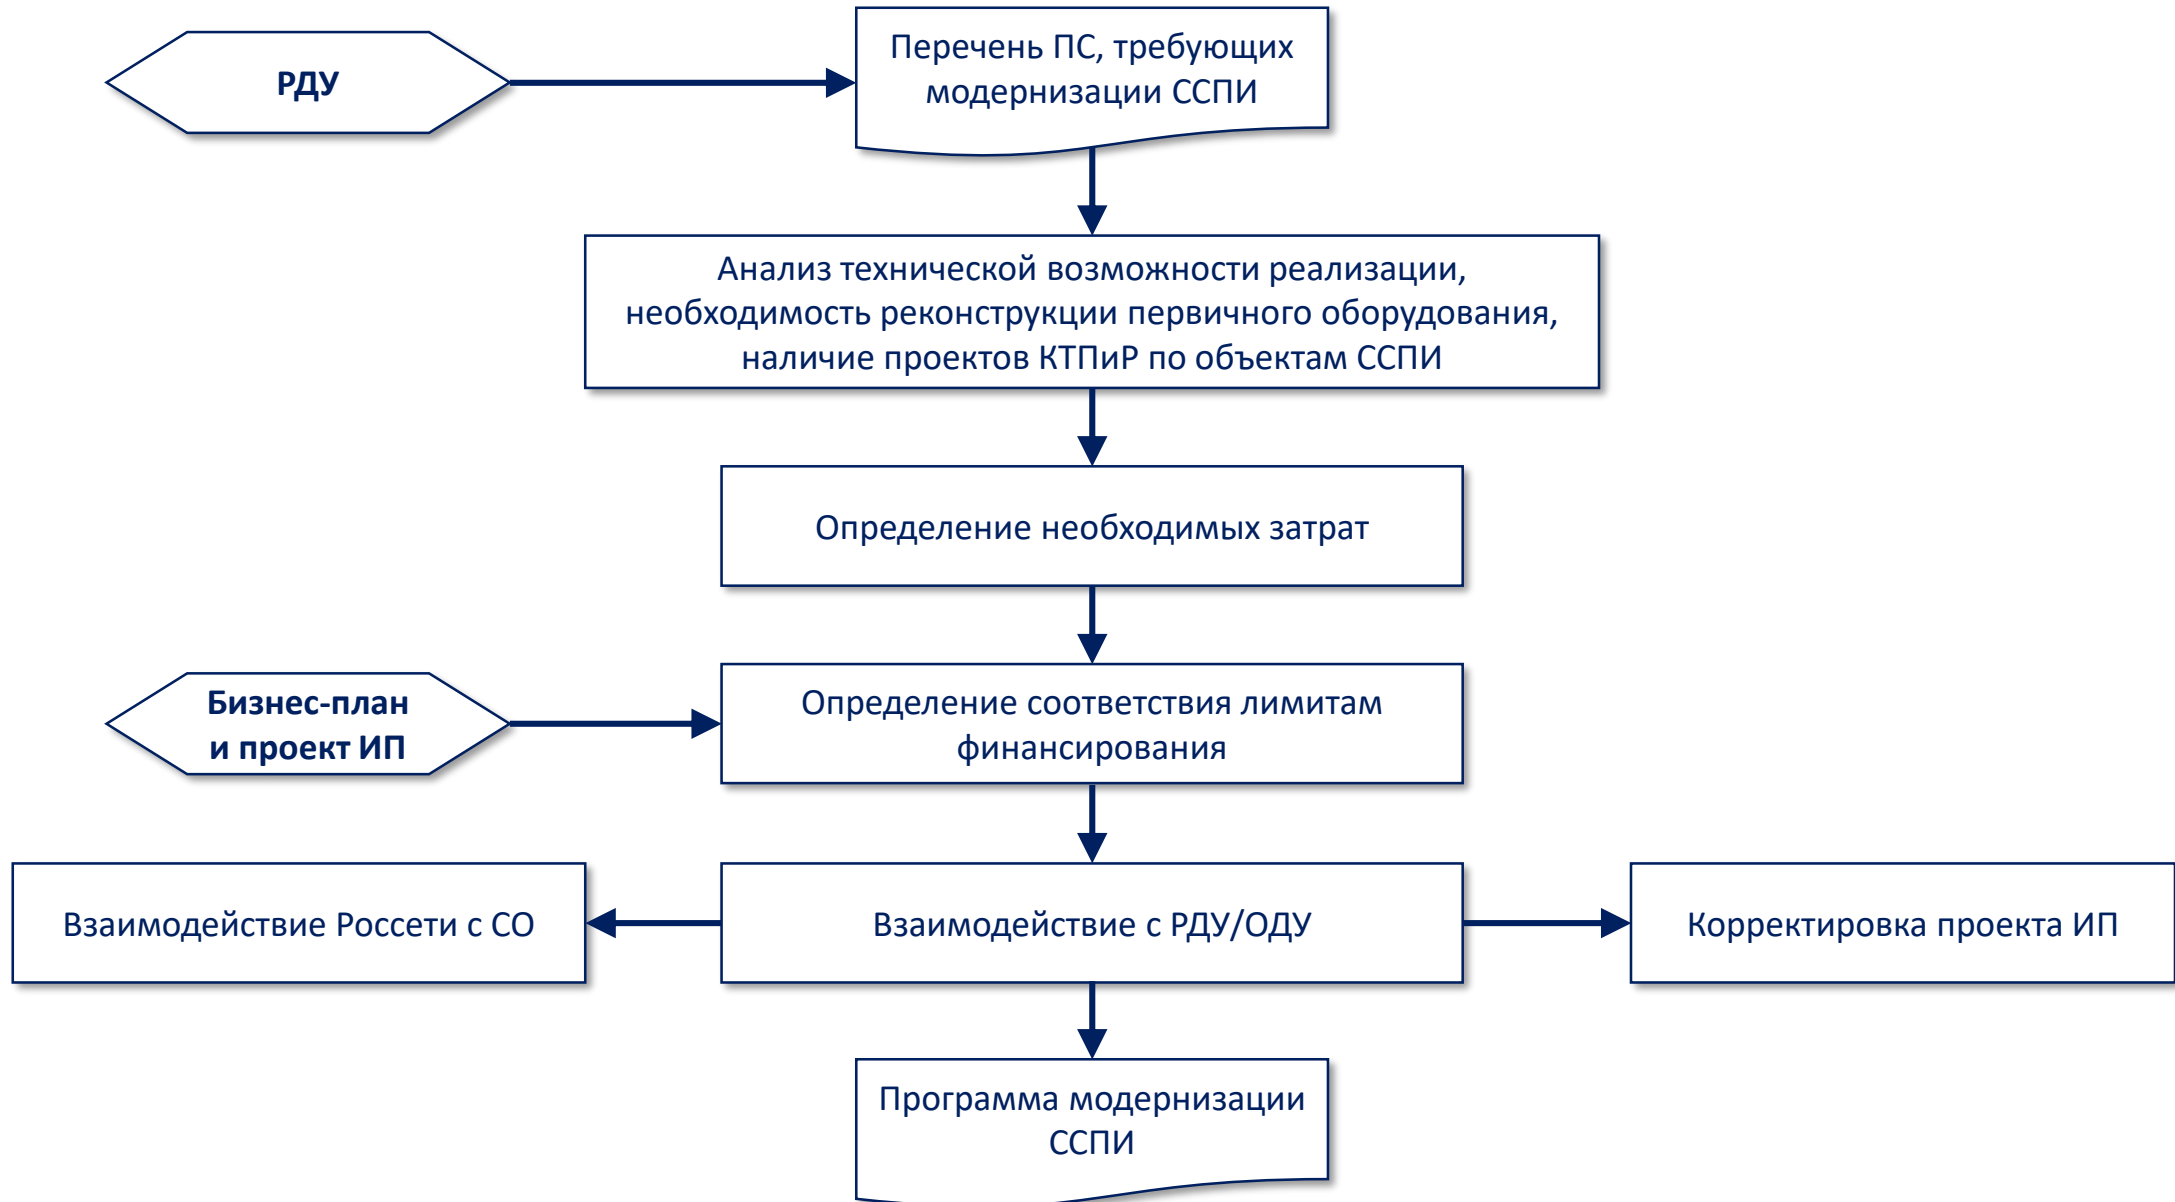 РДУ
Перечень ПС, требующих
модернизации ССПИ
Анализ технической возможности реализации,
необходимость реконструкции первичного оборудования,
наличие проектов КТПиР по объектам ССПИ
Определение необходимых затрат
Бизнес-план
и проект ИП
Определение соответствия лимитам
финансирования
Взаимодействие Россети с СО
Взаимодействие с РДУ/ОДУ
Корректировка проекта ИП
Программа модернизации
ССПИ